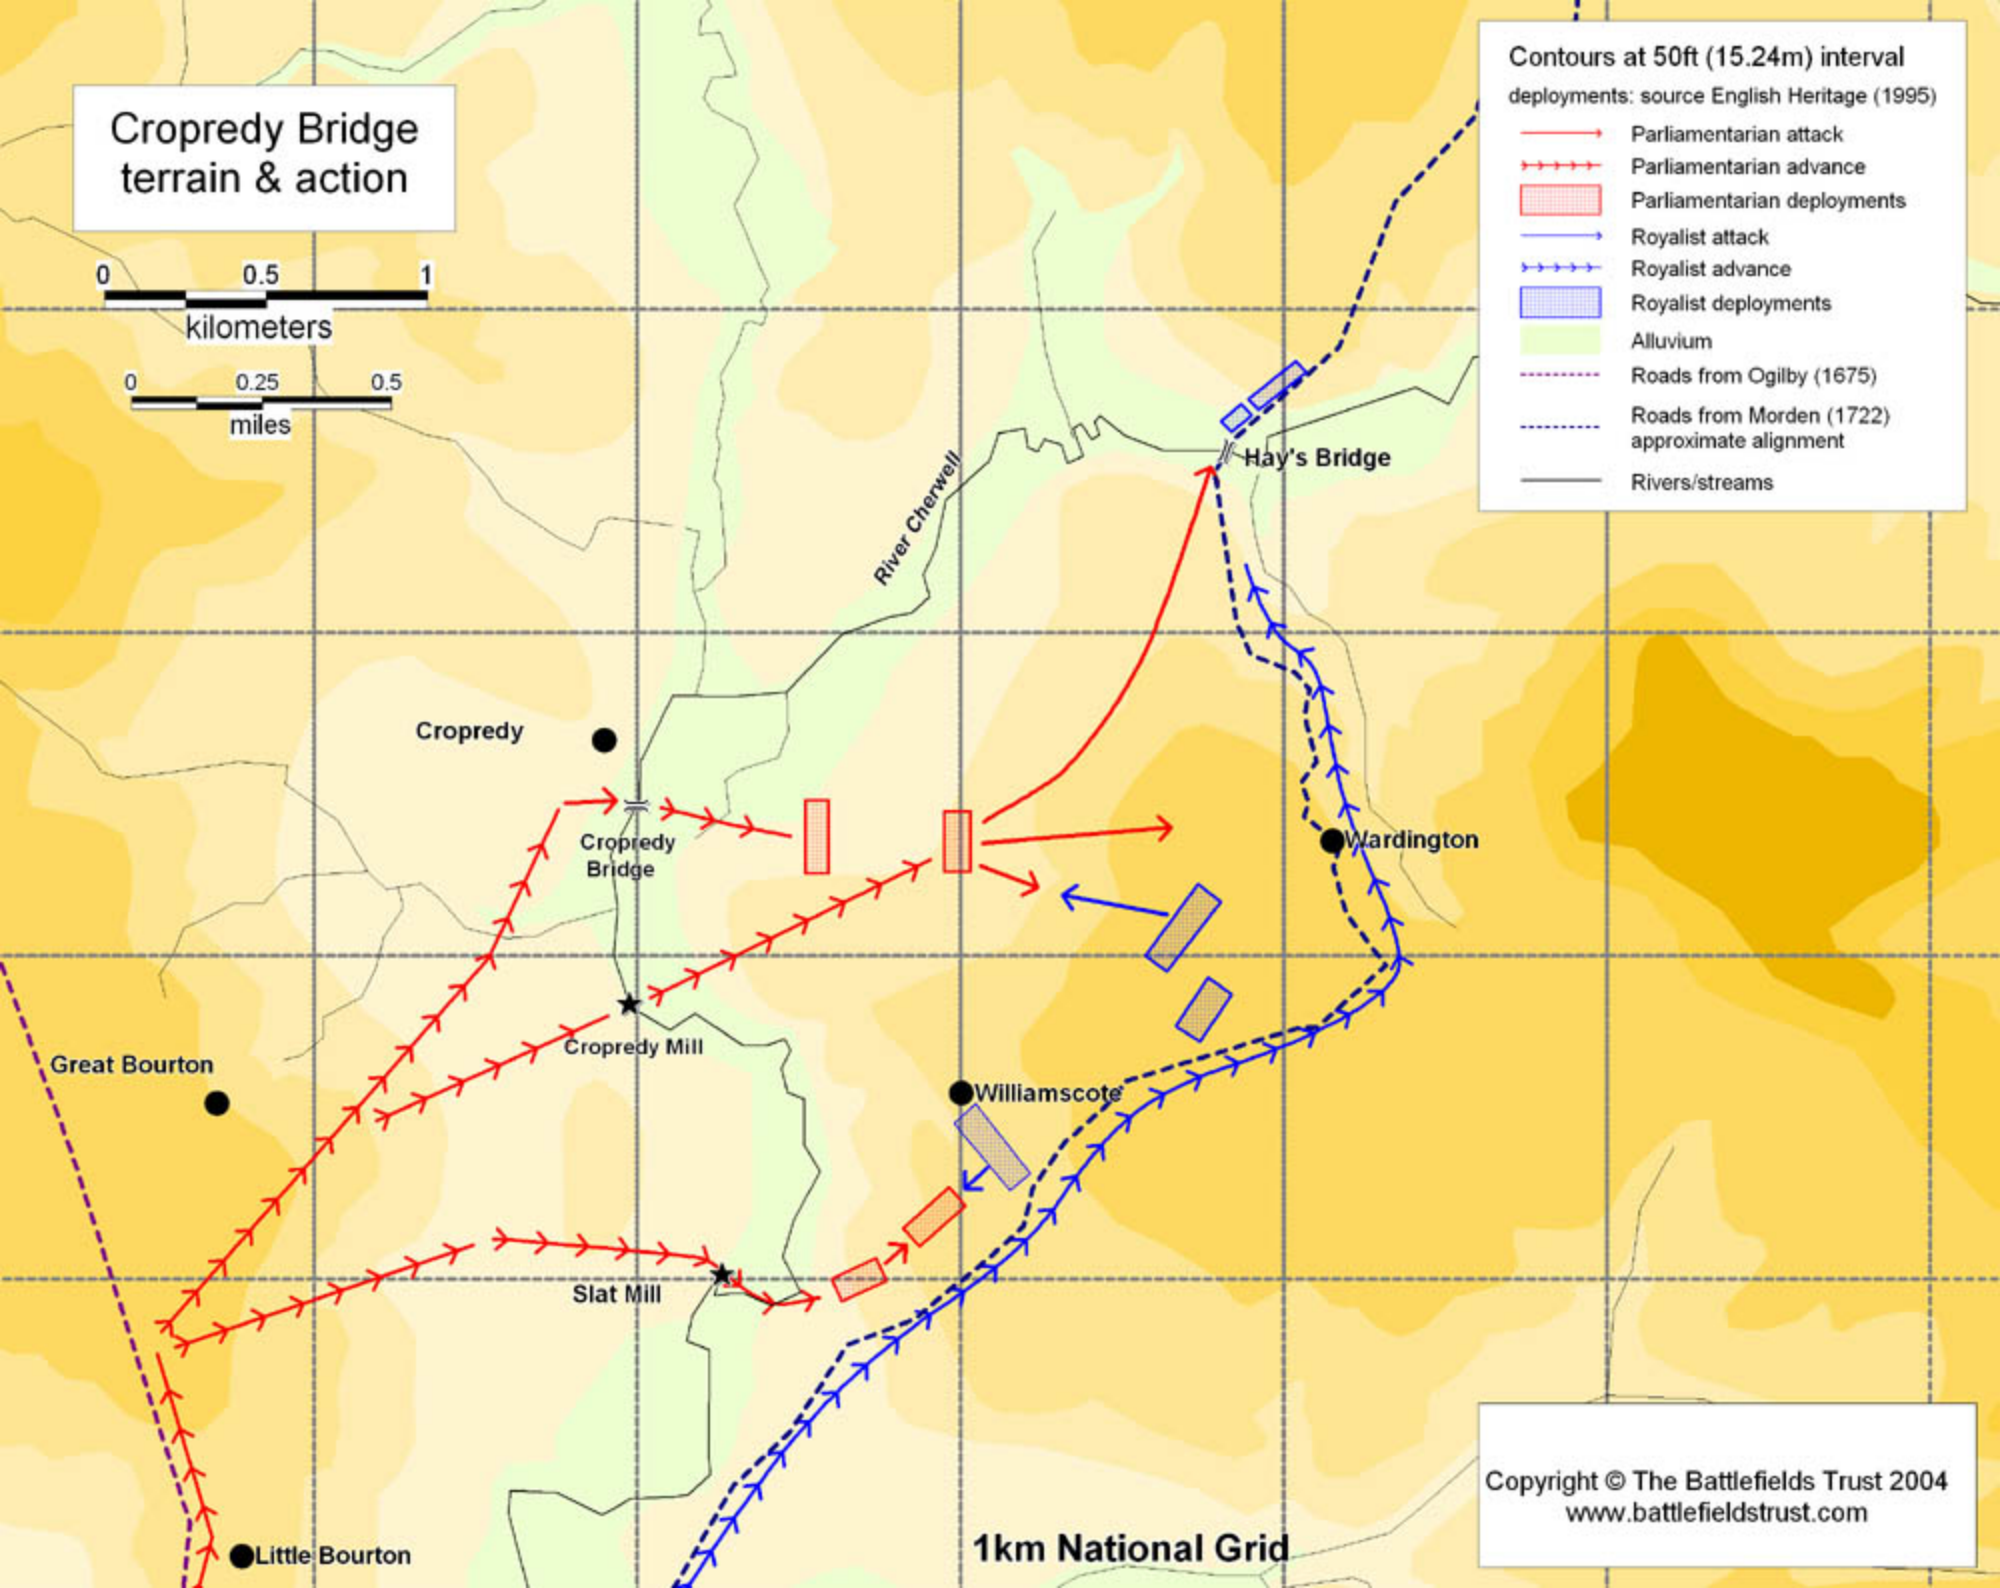 Cropredy Bridge
terrain & action
0 0.5 1
kilometers
0 0.25 0.5
miles
Contours at 50ft (15.24m) interval
deployments: source English Heritage (1995)
Parliamentarian attack
Parliamentarian advance
Parliamentarian deployments
Royalist attack
Royalist advance
Royalist deployments
Alluvium
Roads from Ogilby (1675)
Roads from Morden (1722)
approximate alignment
Rivers/streams
Hay's Bridge
River Cherwell
Cropredy
Cropredy
Bridge
Wardington
Cropredy Mill
Great Bourton
Williamscote
Slat Mill
Little Bourton
1km National Grid
Copyright © The Battlefields Trust 2004
www.battlefieldstrust.com